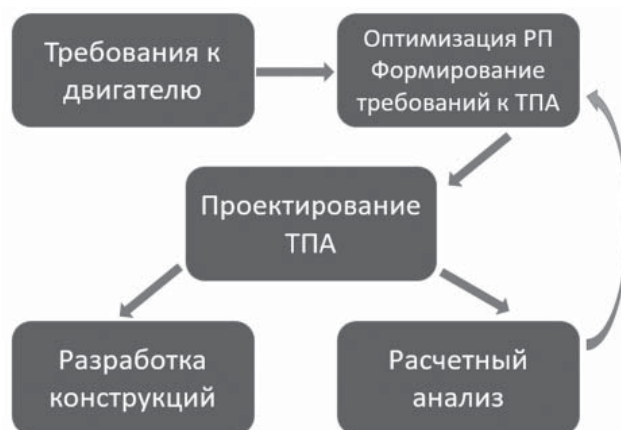 Требования к
двигателю
Оптимизация РП
Формирование
требований к ТПА
Проектирование
ТПА
Разработка
конструкций
Расчетный
анализ